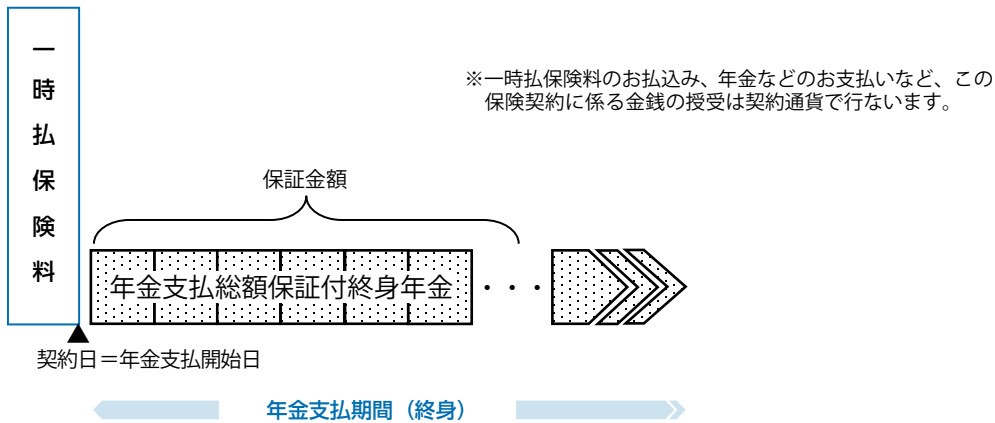 一時払保険料
※一時払保険料のお払込み、年金などのお支払いなど、この
保険契約に係る金銭の授受は契約通貨で行ないます。
保証金額
年金支払総額保証付終身年金
・・・
契約日＝年金支払開始日
年金支払期間（終身）